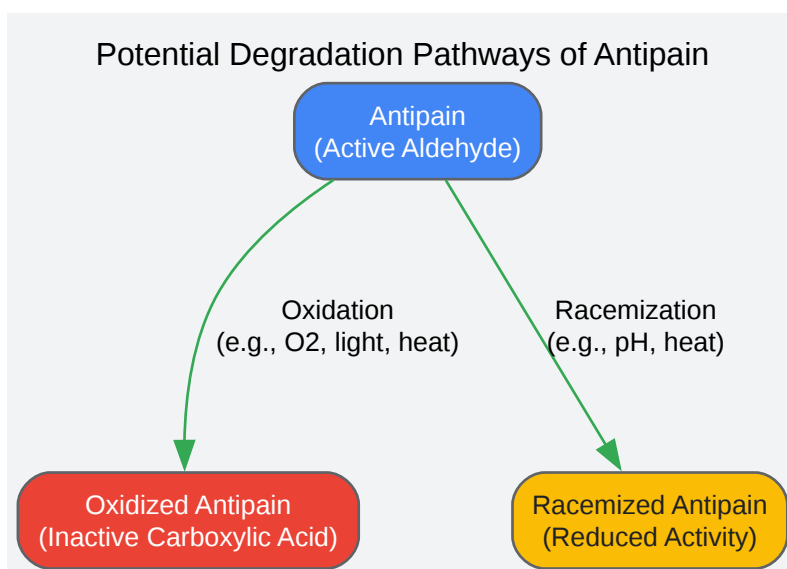 Potential Degradation Pathways of Antipain
Antipain
(Active Aldehyde)
Oxidation
(e.g., O2, light, heat)
Racemization
(e.g., pH, heat)
Oxidized Antipain
(Inactive Carboxylic Acid)
Racemized Antipain
(Reduced Activity)